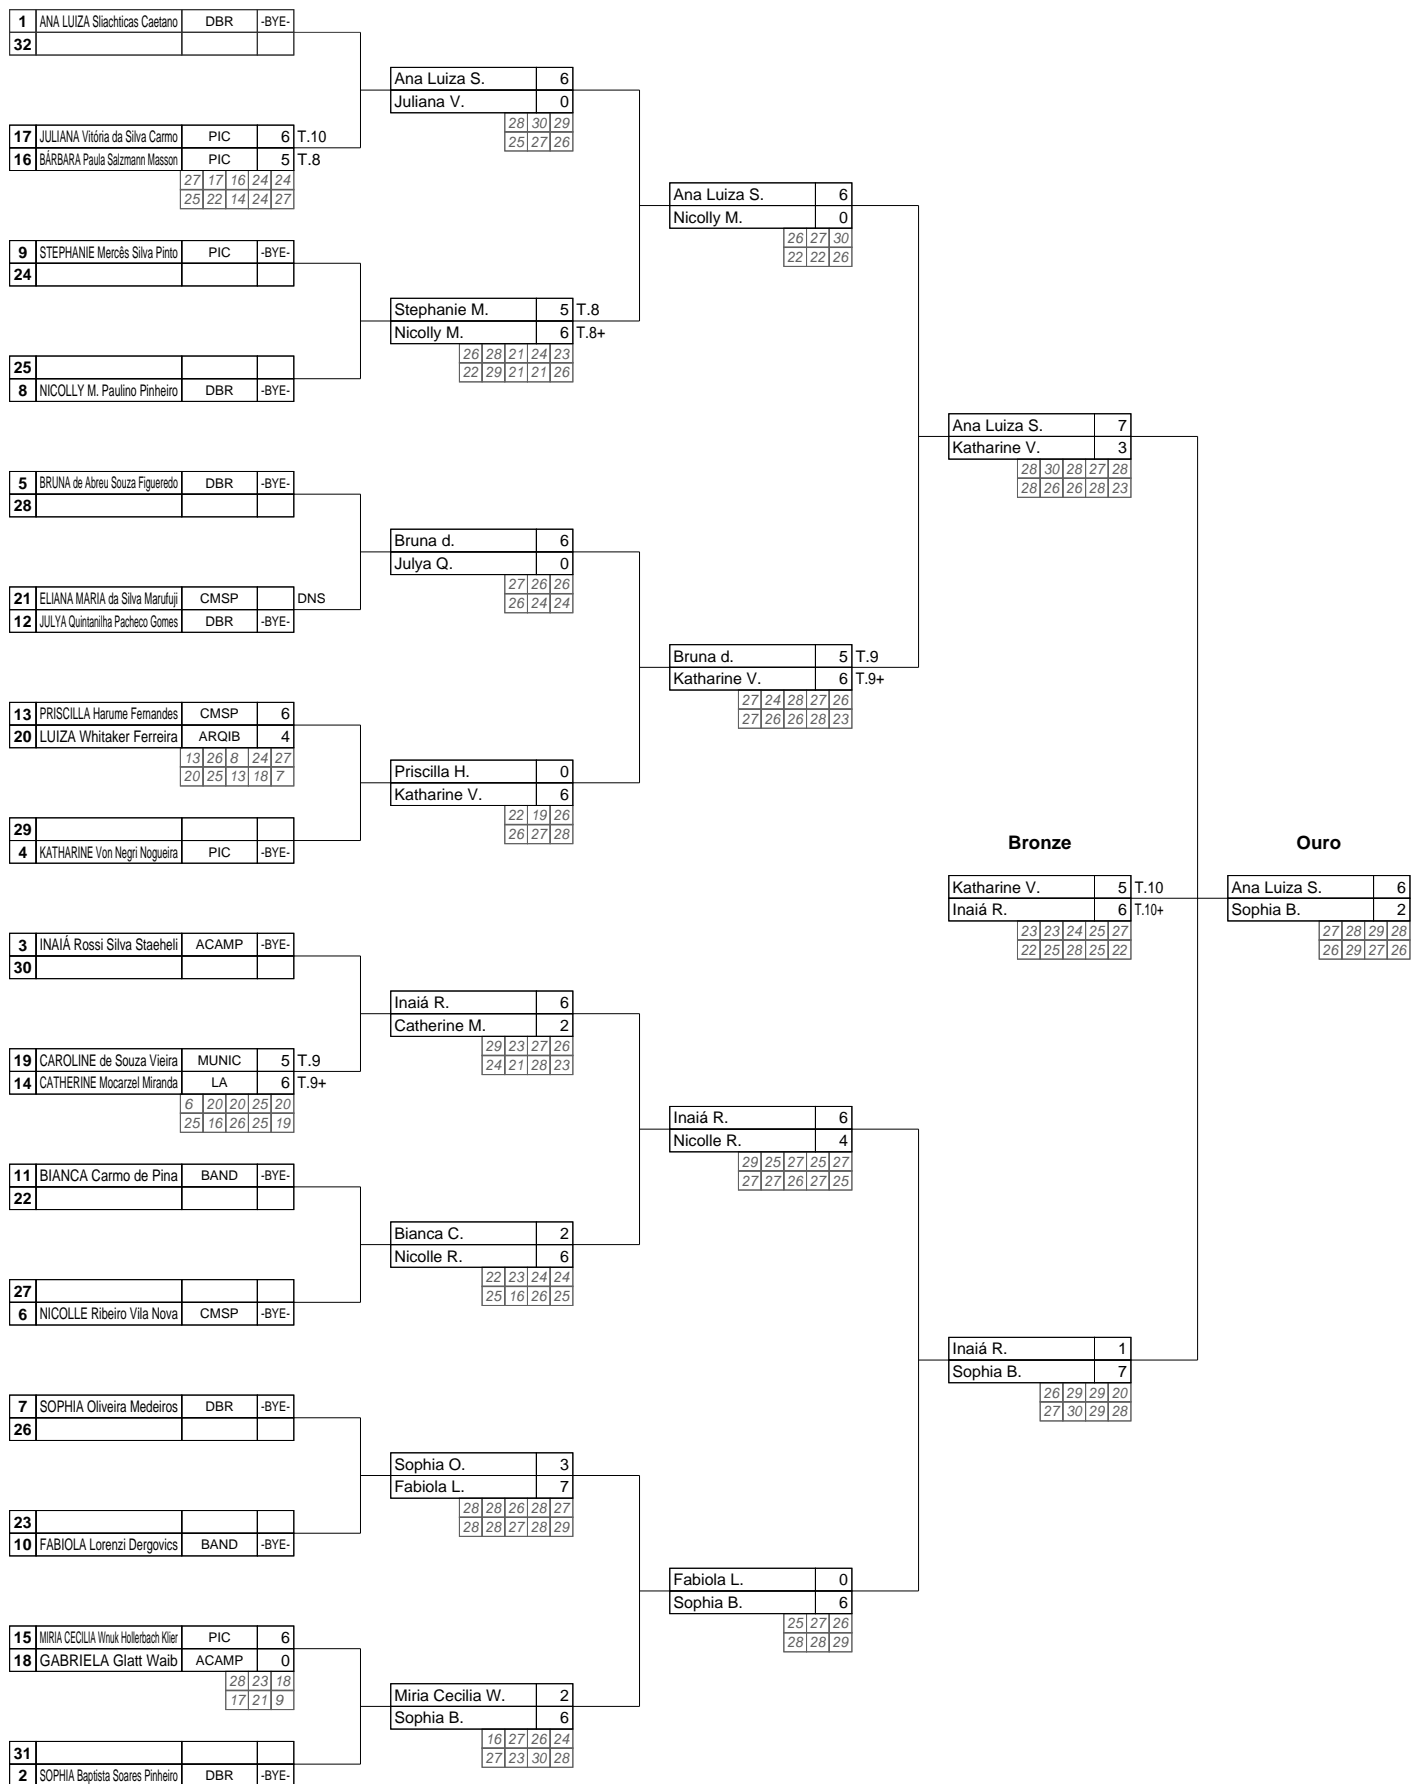 1 ANA LUIZA Sliachticas Caetano DBR -BYE-
32
17 JULIANA Vitória da Silva Carmo PIC 6 T.10
16 BÁRBARA Paula Salzmann Masson PIC 5 T.8
27 17 16 24 24
25 22 14 24 27
9 STEPHANIE Mercês Silva Pinto PIC -BYE-
24
25
8 NICOLLY M. Paulino Pinheiro DBR -BYE-
5 BRUNA de Abreu Souza Figueredo DBR -BYE-
28
21 ELIANA MARIA da Silva Marufuji CMSP DNS
12 JULYA Quintanilha Pacheco Gomes DBR -BYE-
13 PRISCILLA Harume Fernandes CMSP 6
20 LUIZA Whitaker Ferreira ARQIB 4
13 26 8 24 27
20 25 13 18 7
29
4 KATHARINE Von Negri Nogueira PIC -BYE-
3 INAIÁ Rossi Silva Staeheli ACAMP -BYE-
30
19 CAROLINE de Souza Vieira MUNIC 5 T.9
14 CATHERINE Mocarzel Miranda LA 6 T.9+
6 20 20 25 20
25 16 26 25 19
11 BIANCA Carmo de Pina BAND -BYE-
22
27
6 NICOLLE Ribeiro Vila Nova CMSP -BYE-
7 SOPHIA Oliveira Medeiros DBR -BYE-
26
23
10 FABIOLA Lorenzi Dergovics BAND -BYE-
15 MIRIA CECILIA Wnuk Hollerbach Klier PIC 6
18 GABRIELA Glatt Waib ACAMP 0
28 23 18
17 21 9
31
2 SOPHIA Baptista Soares Pinheiro DBR -BYE-
Ana Luiza S. 6
Juliana V. 0
28 30 29
25 27 26
Stephanie M. 5 T.8
Nicolly M. 6 T.8+
26 28 21 24 23
22 29 21 21 26
Bruna d. 6
Julya Q. 0
27 26 26
26 24 24
Priscilla H. 0
Katharine V. 6
22 19 26
26 27 28
Inaiá R. 6
Catherine M. 2
29 23 27 26
24 21 28 23
Bianca C. 2
Nicolle R. 6
22 23 24 24
25 16 26 25
Sophia O. 3
Fabiola L. 7
28 28 26 28 27
28 28 27 28 29
Miria Cecilia W. 2
Sophia B. 6
16 27 26 24
27 23 30 28
Ana Luiza S. 6
Nicolly M. 0
26 27 30
22 22 26
Bruna d. 5 T.9
Katharine V. 6 T.9+
27 24 28 27 26
27 26 26 28 23
Inaiá R. 6
Nicolle R. 4
29 25 27 25 27
27 27 26 27 25
Fabiola L. 0
Sophia B. 6
25 27 26
28 28 29
Ana Luiza S. 7
Katharine V. 3
28 30 28 27 28
28 26 26 28 23
Bronze
Katharine V. 5 T.10
Inaiá R. 6 T.10+
23 23 24 25 27
22 25 28 25 22
Inaiá R. 1
Sophia B. 7
26 29 29 20
27 30 29 28
Ouro
Ana Luiza S. 6
Sophia B. 2
27 28 29 28
26 29 27 26